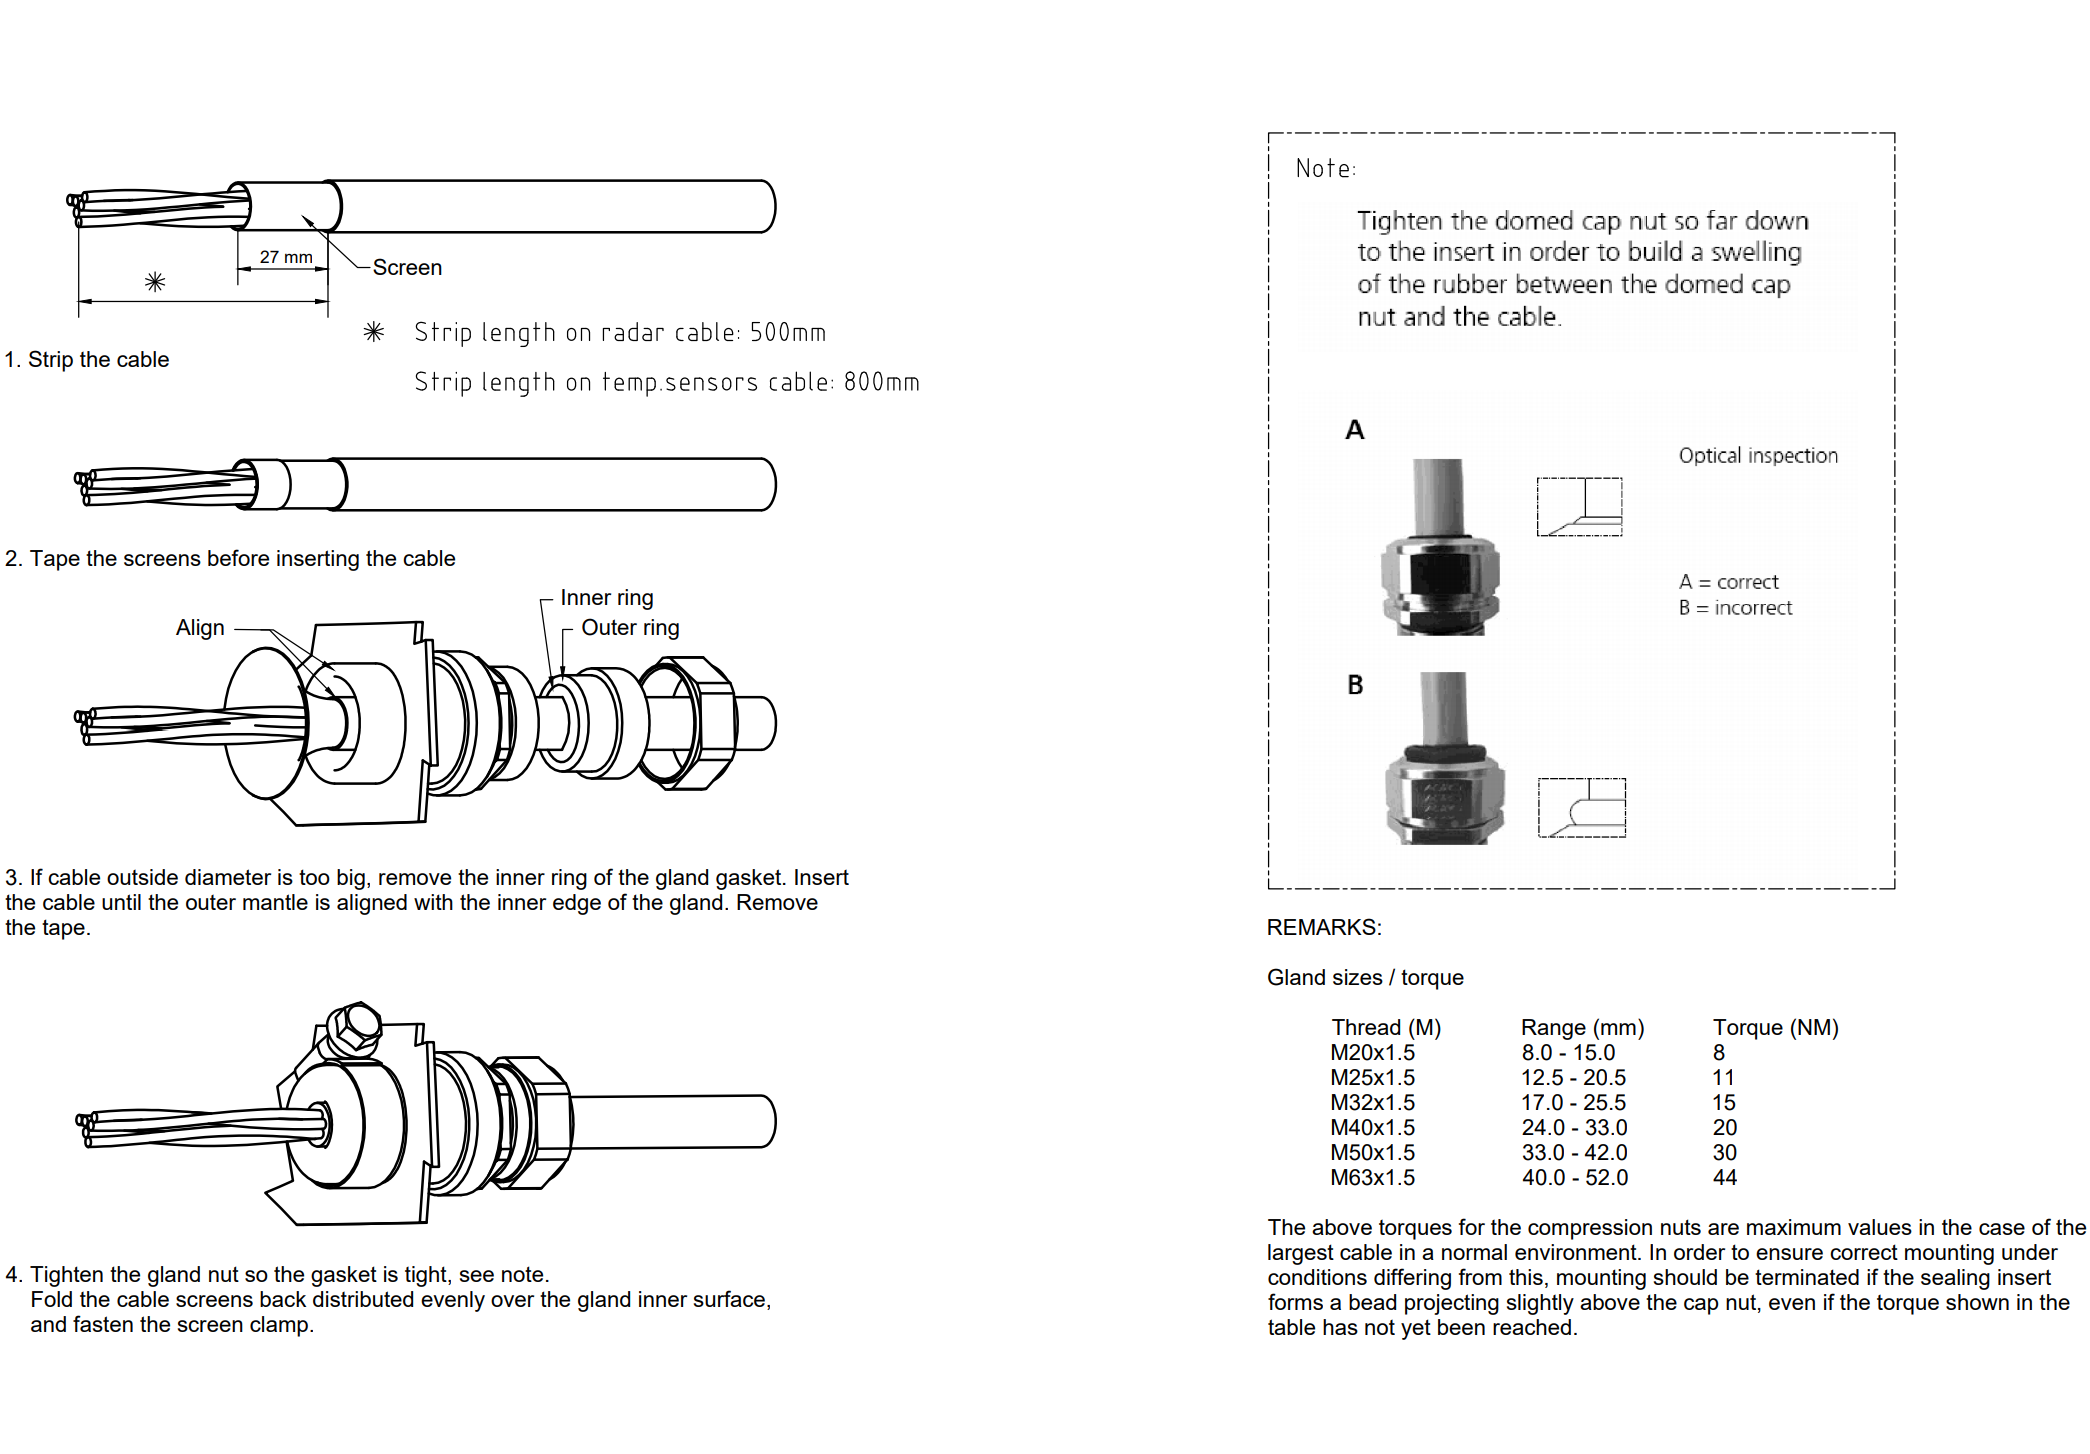 27 mm
Screen
✳
✳ Strip length on radar cable: 500mm
Strip length on temp.sensors cable: 800mm
1. Strip the cable
2. Tape the screens before inserting the cable
Inner ring
Outer ring
Align
3. If cable outside diameter is too big, remove the inner ring of the gland gasket. Insert
the cable until the outer mantle is aligned with the inner edge of the gland. Remove
the tape.
4. Tighten the gland nut so the gasket is tight, see note.
Fold the cable screens back distributed evenly over the gland inner surface,
and fasten the screen clamp.
Note:
Tighten the domed cap nut so far down
to the insert in order to build a swelling
of the rubber between the domed cap
nut and the cable.
A
Optical inspection
A = correct
B = incorrect
B
REMARKS:
Gland sizes / torque
Thread (M) Range (mm) Torque (NM)
M20x1.5 8.0 - 15.0 8
M25x1.5 12.5 - 20.5 11
M32x1.5 17.0 - 25.5 15
M40x1.5 24.0 - 33.0 20
M50x1.5 33.0 - 42.0 30
M63x1.5 40.0 - 52.0 44
The above torques for the compression nuts are maximum values in the case of the
largest cable in a normal environment. In order to ensure correct mounting under
conditions differing from this, mounting should be terminated if the sealing insert
forms a bead projecting slightly above the cap nut, even if the torque shown in the
table has not yet been reached.